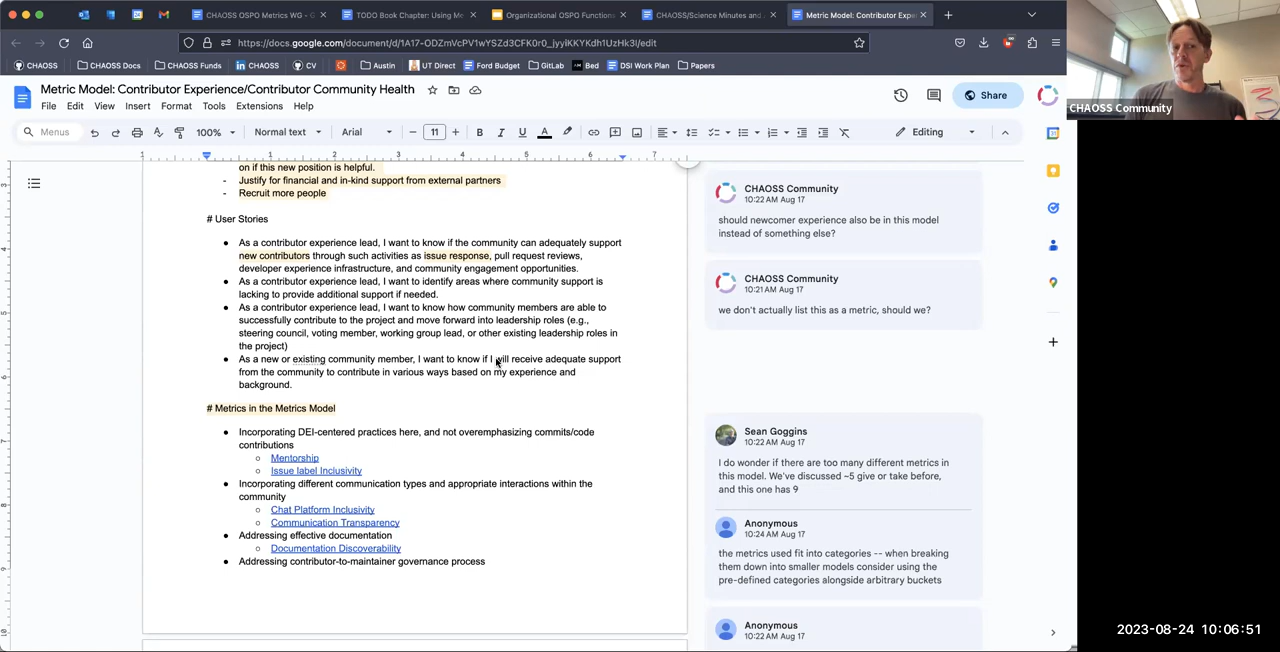 CHAOSS OSPO Metrics WG - G
TODO Book Chapter: Using Me
Organizational OSPO Function
CHAOSS/Science Minutes and
Metric Model: Contributor Expe
https://docs.google.com/document/d/1A17-ODZmVcPV1wYSZd3CFK0r0_jyyiKKYKdh1UzHk3I/edit
CHAOSS
CHAOSS Docs
CHAOSS Funds
CHAOSS
CV
Austin
UT Direct
Ford Budget
GitLab
Bed
DSI Work Plan
Papers
CHAOSS Community
Metric Model: Contributor Experience/Contributor Community Health
File Edit View Insert Format Tools Extensions Help
Share
Menus
100%
Normal text
Arial
11
Editing
1 1 2 3 4 5 6 7
on if this new position is helpful.
- Justify for financial and in-kind support from external partners
- Recruit more people
# User Stories
● As a contributor experience lead, I want to know if the community can adequately support
new contributors through such activities as issue response, pull request reviews,
developer experience infrastructure, and community engagement opportunities.
● As a contributor experience lead, I want to identify areas where community support is
lacking to provide additional support if needed.
● As a contributor experience lead, I want to know how community members are able to
successfully contribute to the project and move forward into leadership roles (e.g.,
steering council, voting member, working group lead, or other existing leadership roles in
the project)
● As a new or existing community member, I want to know if I will receive adequate support
from the community to contribute in various ways based on my experience and
background.
# Metrics in the Metrics Model
● Incorporating DEI-centered practices here, and not overemphasizing commits/code
contributions
○ Mentorship
○ Issue label Inclusivity
● Incorporating different communication types and appropriate interactions within the
community
○ Chat Platform Inclusivity
○ Communication Transparency
● Addressing effective documentation
○ Documentation Discoverability
● Addressing contributor-to-maintainer governance process
CHAOSS Community
10:22 AM Aug 17
should newcomer experience also be in this model
instead of something else?
CHAOSS Community
10:21 AM Aug 17
we don't actually list this as a metric, should we?
Sean Goggins
10:22 AM Aug 17
I do wonder if there are too many different metrics in
this model. We've discussed ~5 give or take before,
and this one has 9
Anonymous
10:24 AM Aug 17
the metrics used fit into categories -- when breaking
them down into smaller models consider using the
pre-defined categories alongside arbitrary buckets
Anonymous
10:22 AM Aug 17
2023-08-24 10:06:51